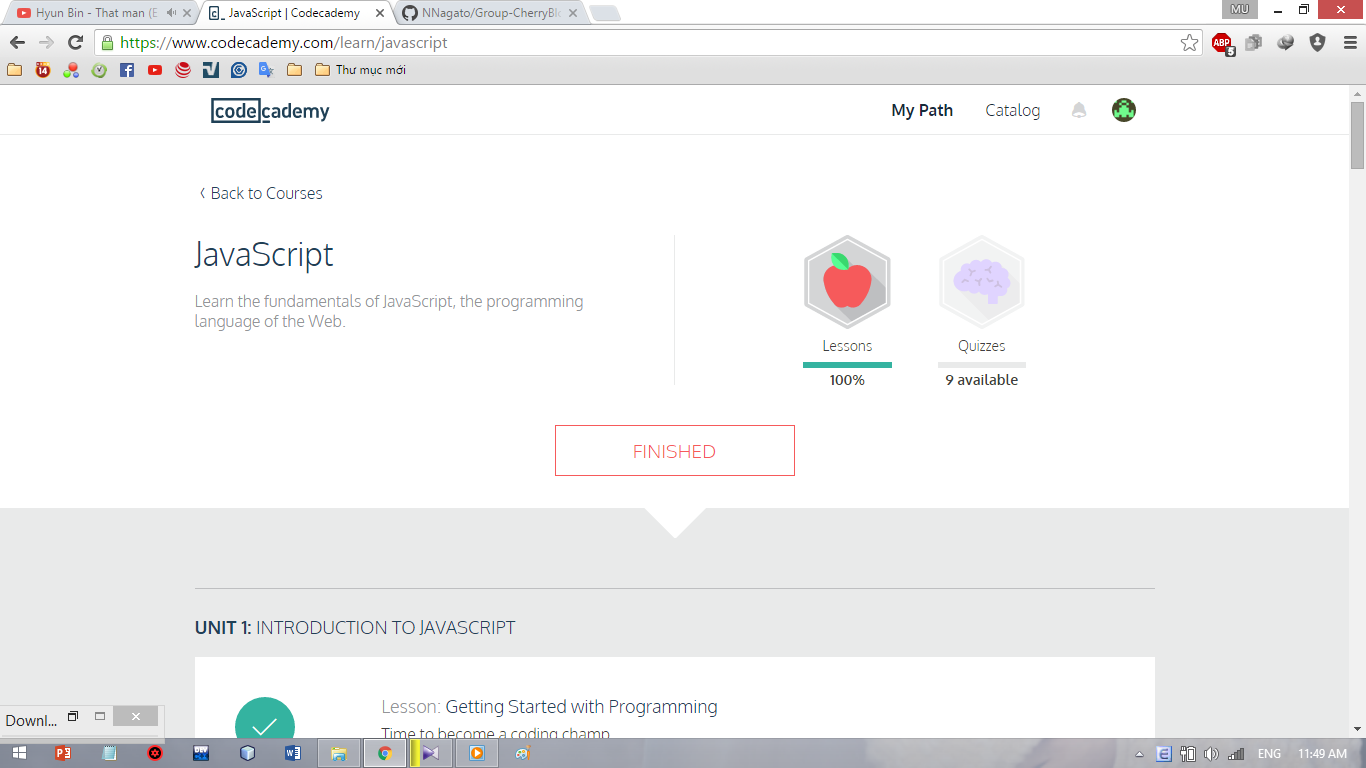 Hyun Bin - That man (E
JavaScript | Codecademy
NNagato/Group-CherryBlo
MU
https://www.codecademy.com/learn/javascript
ABP
5
14
Thư mục mới
codecademy
My Path
Catalog
Back to Courses
JavaScript
Learn the fundamentals of JavaScript, the programming
language of the Web.
Lessons
100%
Quizzes
9 available
FINISHED
UNIT 1: INTRODUCTION TO JAVASCRIPT
Lesson: Getting Started with Programming
Time to become a coding champ
Downl...
ENG
11:49 AM